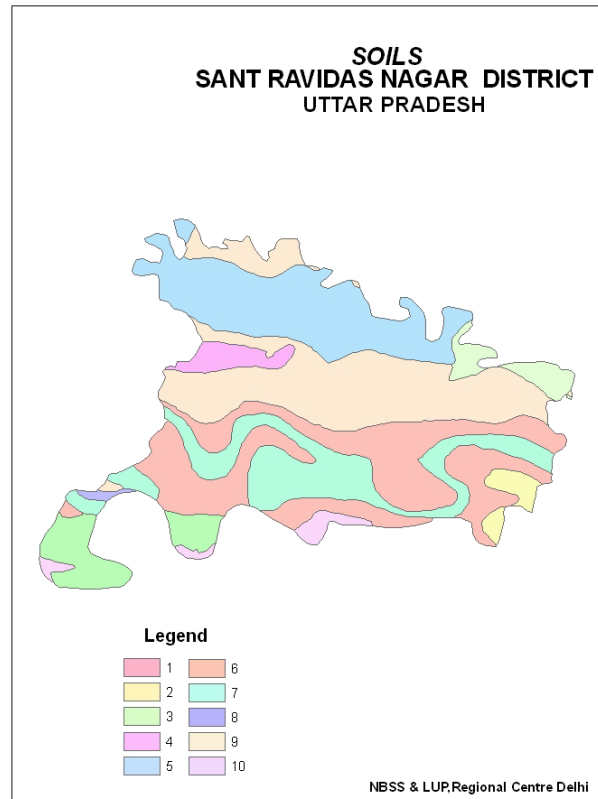 SOILS
SANT RAVIDAS NAGAR DISTRICT
UTTAR PRADESH
Legend
1 6
2 7
3 8
4 9
5 10
NBSS & LUP,Regional Centre Delhi